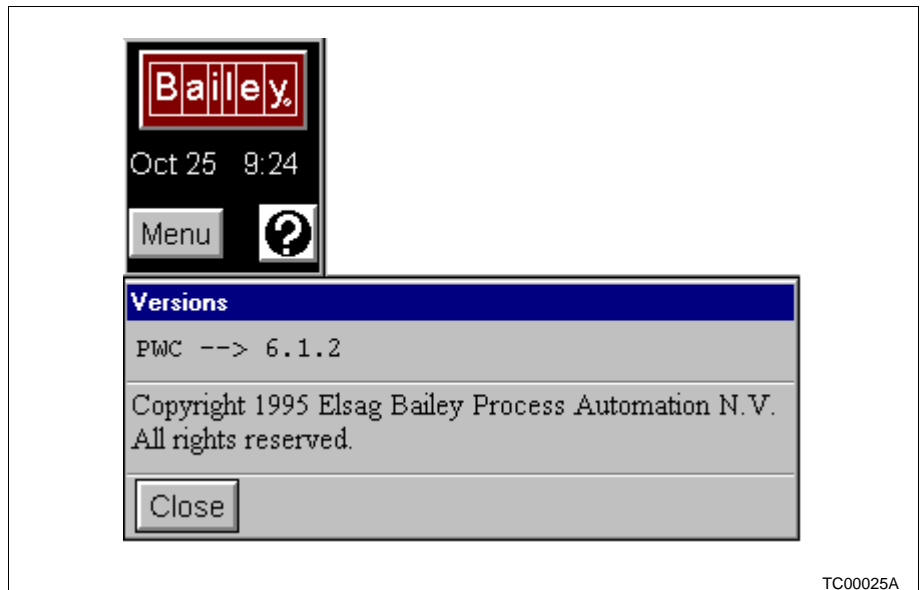 Bailey®
Oct 25 9:24
Menu
?
Versions
PWC --> 6.1.2
Copyright 1995 Elsag Bailey Process Automation N.V.
All rights reserved.
Close
TC00025A